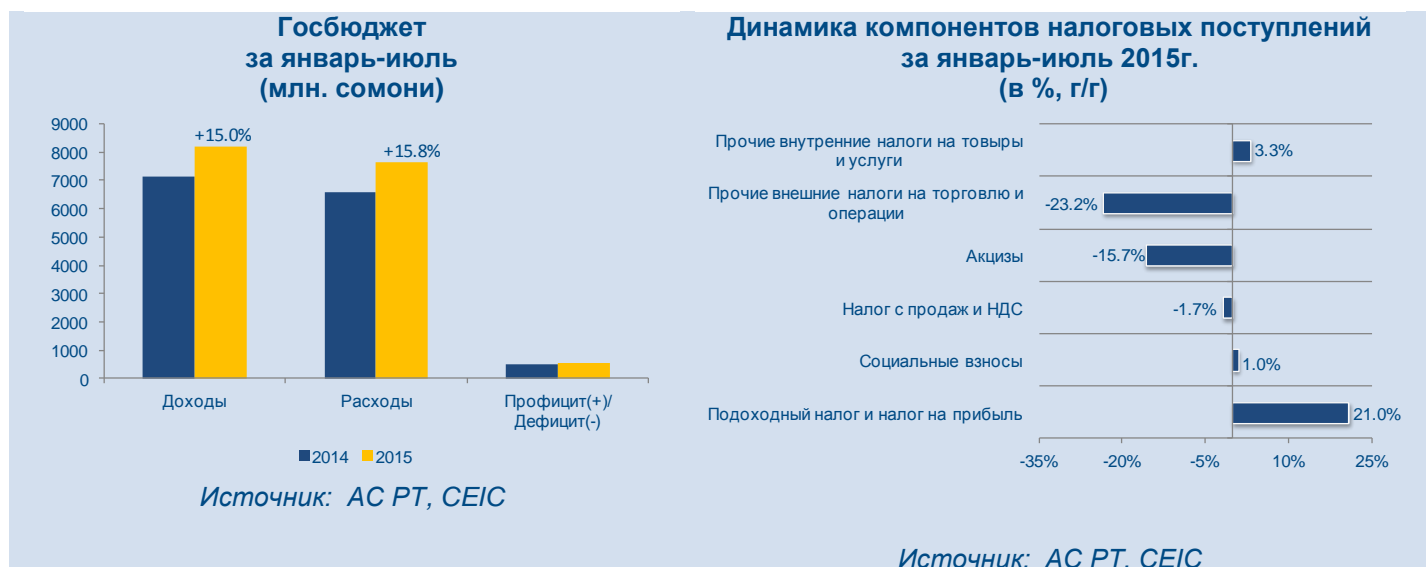 Госбюджет
за январь-июль
(млн. сомони)
9000
8000
7000
6000
5000
4000
3000
2000
1000
0
+15.0%
+15.8%
Доходы
Расходы
Профицит(+)/
Дефицит(-)
2014
2015
Источник: АС РТ, CEIC
Динамика компонентов налоговых поступлений
за январь-июль 2015г.
(в %, г/г)
Прочие внутренние налоги на товыры
и услуги
3.3%
Прочие внешние налоги на торговлю и
операции
-23.2%
Акцизы
-15.7%
Налог с продаж и НДС
-1.7%
Социальные взносы
1.0%
Подоходный налог и налог на прибыль
21.0%
-35%
-20%
-5%
10%
25%
Источник: АС РТ, CEIC